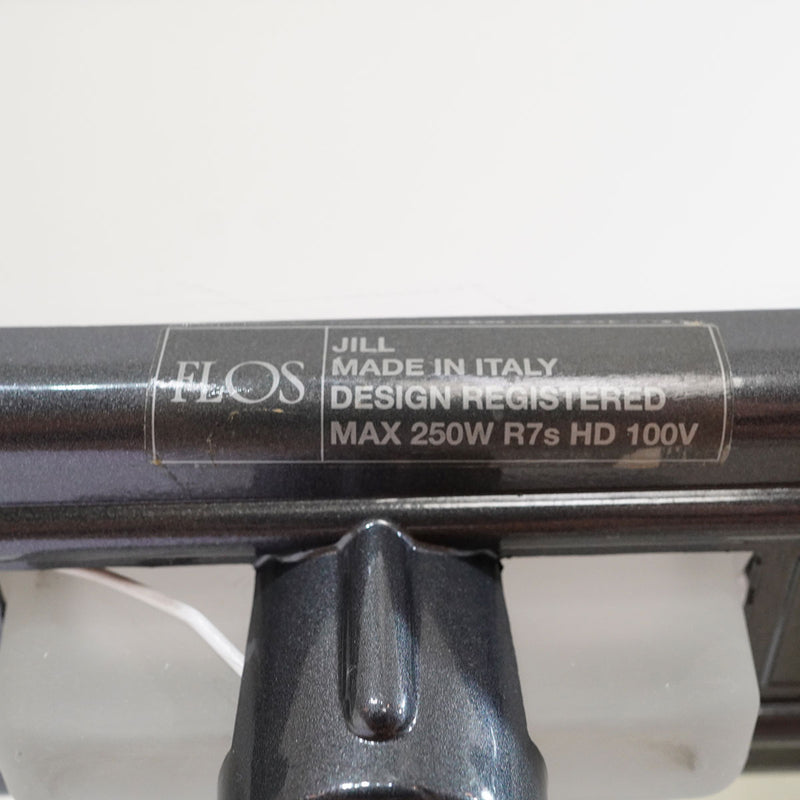 FLOS
JILL
MADE IN ITALY
DESIGN REGISTERED
MAX 250W R7s HD 100V